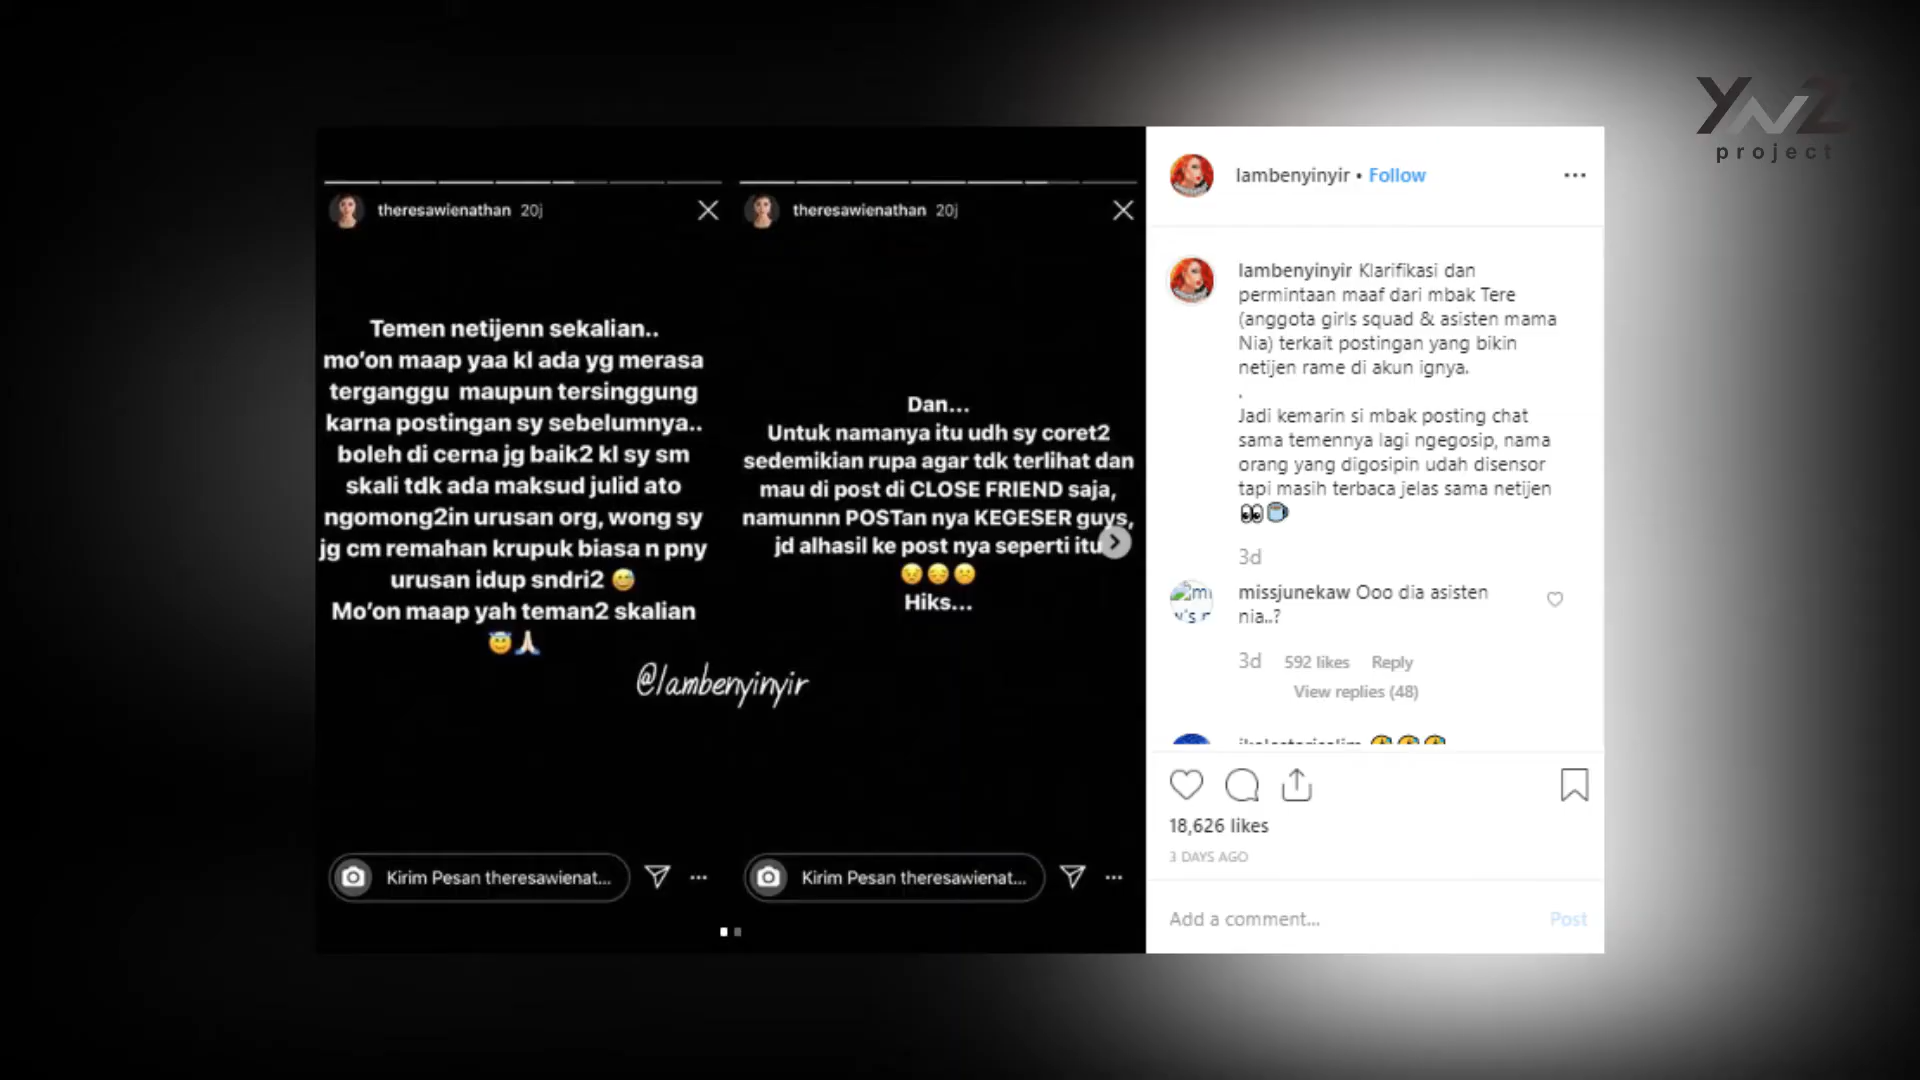 YNZ
project
theresawienathan 20j
Temen netijenn sekalian..
mo'on maap yaa kl ada yg merasa
terganggu maupun tersinggung
karna postingan sy sebelumnya..
boleh di cerna jg baik2 kl sy sm
skali tdk ada maksud julid ato
ngomong2in urusan org, wong sy
jg cm remahan krupuk biasa n pny
urusan idup sndri2 😅
Mo'on maap yah teman2 skalian
😇🙏🏻
Kirim Pesan theresawienat...
theresawienathan 20j
Dan...
Untuk namanya itu udh sy coret2
sedemikian rupa agar tdk terlihat dan
mau di post di CLOSE FRIEND saja,
namunnn POSTan nya KEGESER guys,
jd alhasil ke post nya seperti itu
😣😔🙁
Hiks...
Kirim Pesan theresawienat...
@lambenyinyir
lambenyinyir • Follow
lambenyinyir Klarifikasi dan
permintaan maaf dari mbak Tere
(anggota girls squad & asisten mama
Nia) terkait postingan yang bikin
netijen rame di akun ignya.
.
Jadi kemarin si mbak posting chat
sama temennya lagi ngegosip, nama
orang yang digosipin udah disensor
tapi masih terbaca jelas sama netijen
👀☕
3d
missjunekaw Ooo dia asisten
nia..?
3d 592 likes Reply
View replies (48)
18,626 likes
3 DAYS AGO
Add a comment...
Post